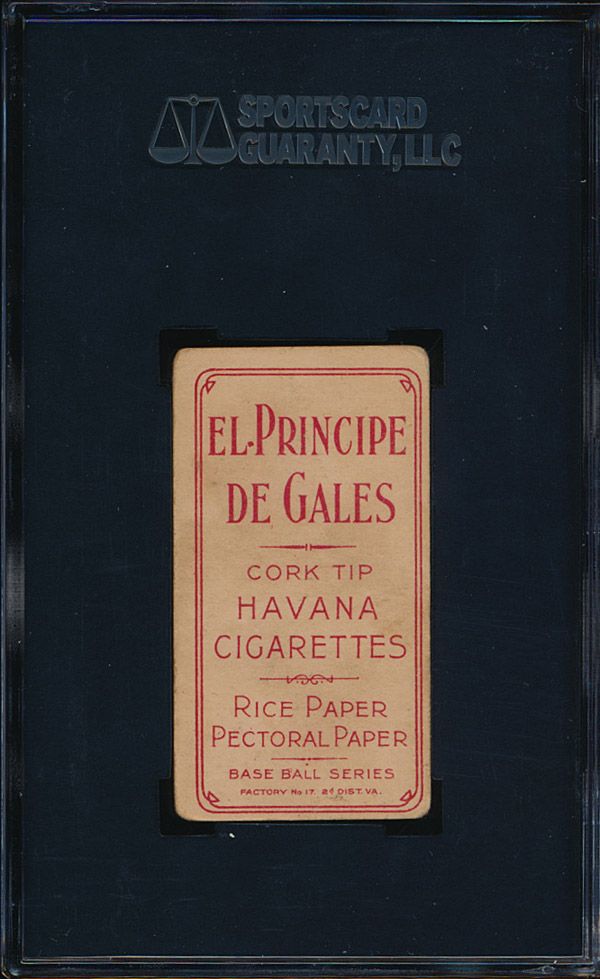 SPORTSCARD
GUARANTY, LLC
EL·PRINCIPE
DE GALES
CORK TIP
HAVANA
CIGARETTES
RICE PAPER
PECTORAL PAPER
BASE BALL SERIES
FACTORY No 17. 2d DIST. VA.